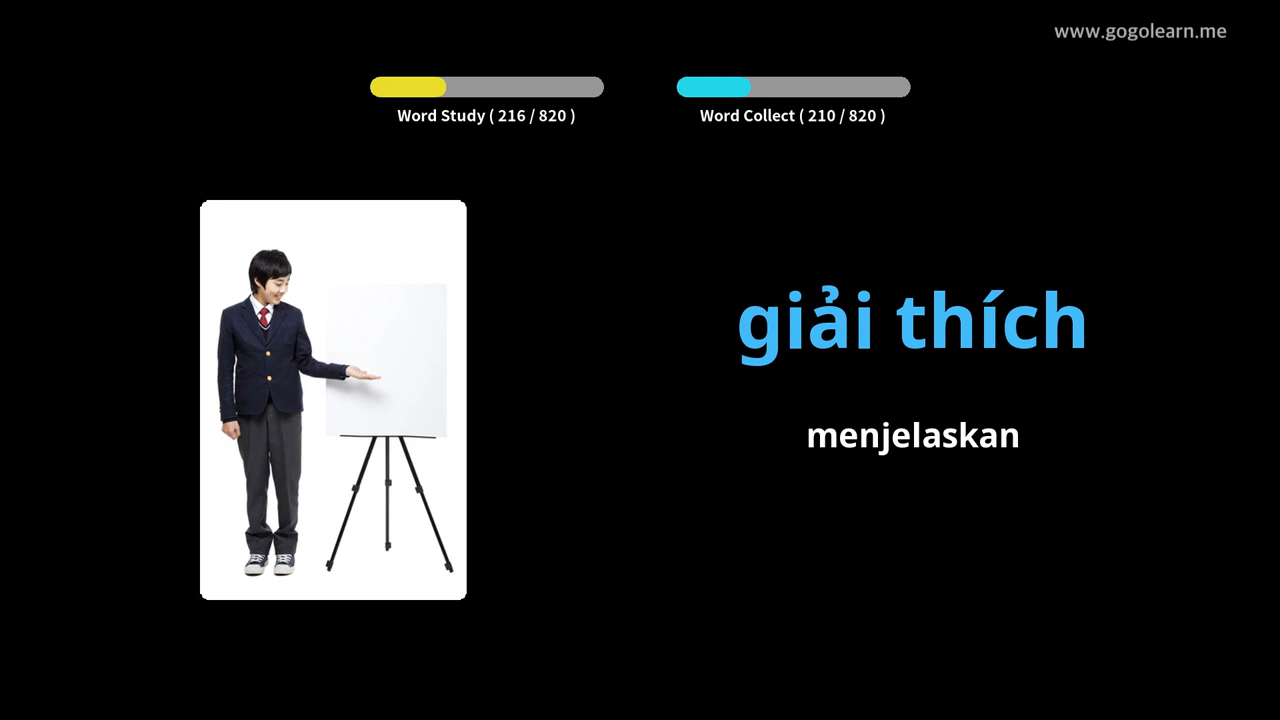 www.gogolearn.me
Word Study ( 216 / 820 )
Word Collect ( 210 / 820 )
giải thích
menjelaskan